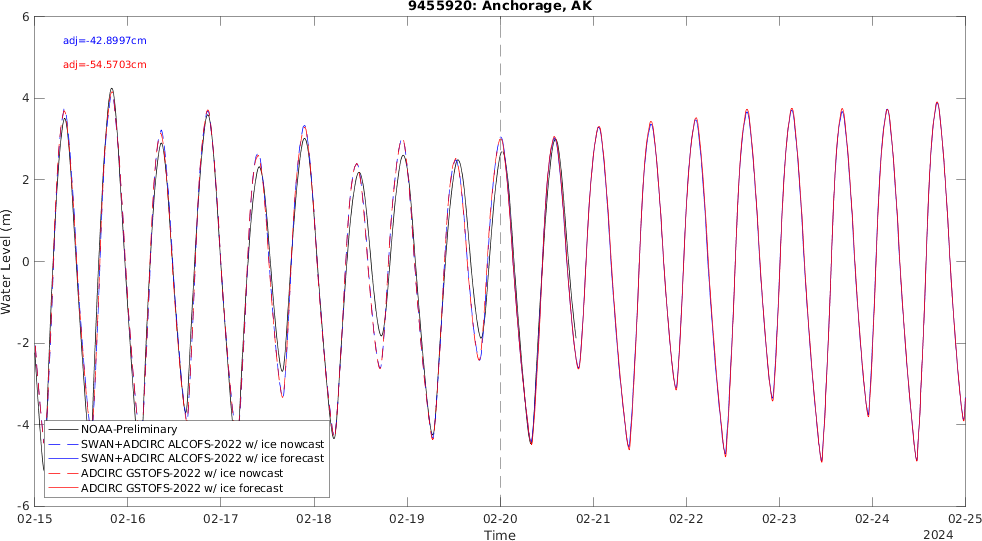 9455920: Anchorage, AK
adj=-42.8997cm
adj=-54.5703cm
Water Level (m)
6
4
2
0
-2
-4
-6
NOAA-Preliminary
SWAN+ADCIRC ALCOFS-2022 w/ ice nowcast
SWAN+ADCIRC ALCOFS-2022 w/ ice forecast
ADCIRC GSTOFS-2022 w/ ice nowcast
ADCIRC GSTOFS-2022 w/ ice forecast
02-15 02-16 02-17 02-18 02-19 02-20 02-21 02-22 02-23 02-24 02-25
Time
2024